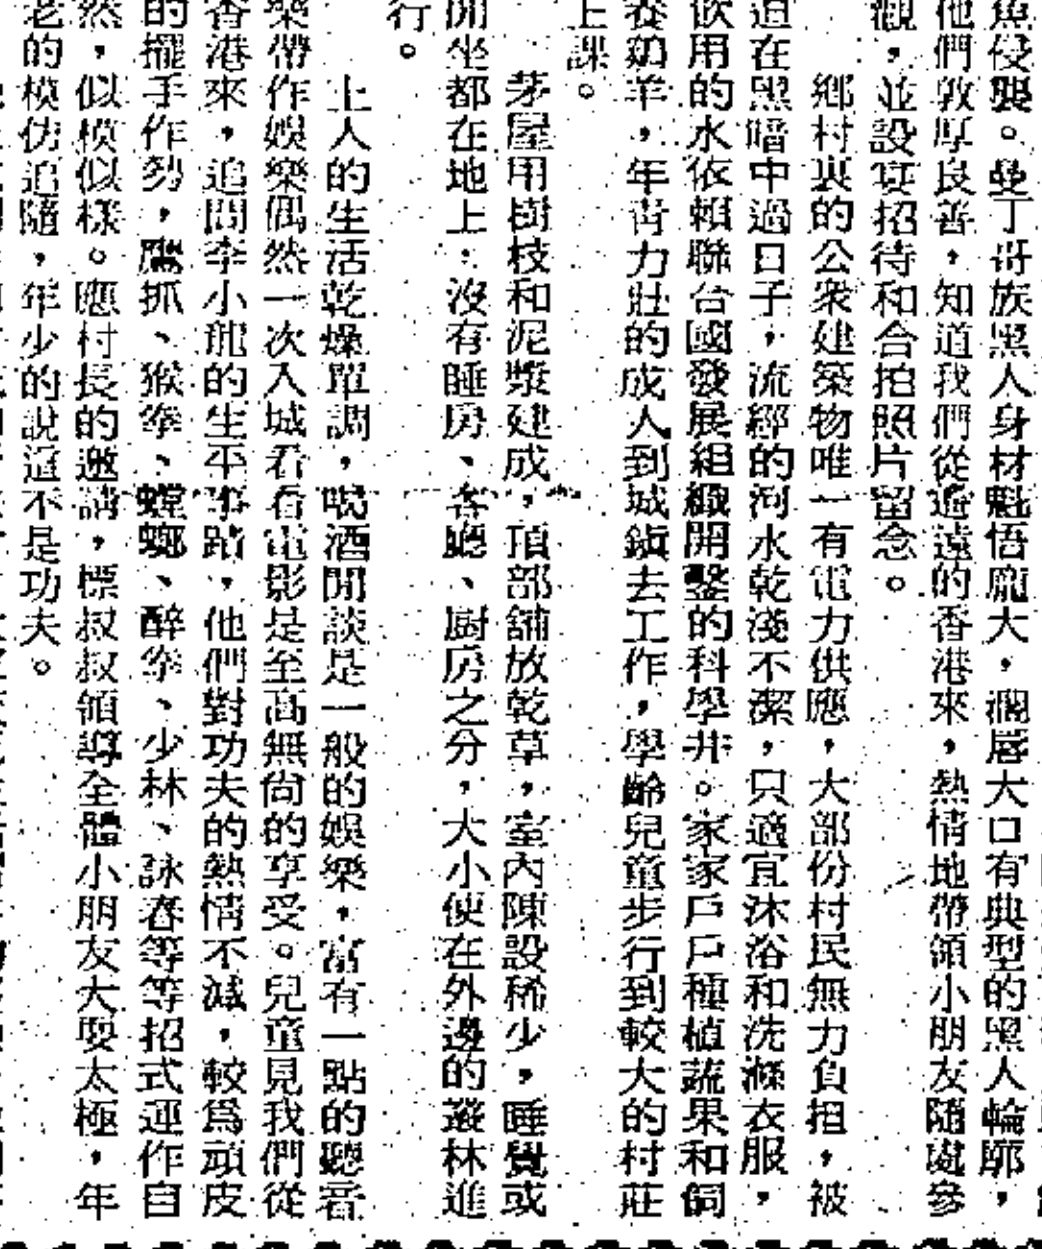 魚侵襲。曼丁哥族黑人身材魁悟龐大，濶唇大口有典型的黑人輪廓，
他們敦厚良善，知道我們從遙遠的香港來，熱情地帶領小朋友隨處參
觀，並設宴招待和合拍照片留念。
鄉村裏的公衆建築物唯一有電力供應，大部份村民無力負担，被
迫在黑暗中過日子，流經的河水乾淺不潔，只適宜沐浴和洗滌衣服，
飲用的水依賴聯合國發展組織開鑿的科學井。家家戶戶種植蔬果和飼
養奶羊，年青力壯的成人到城鎮去工作，學齡兒童步行到較大的村莊
上課。
茅屋用樹枝和泥漿建成，頂部舖放乾草，室內陳設稀少，睡覺或
閒坐都在地上，沒有睡房、客廳、厨房之分，大小便在外邊的叢林進
行。
土人的生活乾燥單調，喝酒閒談是一般的娛樂，富有一點的聽音
樂帶作娛樂偶然一次入城看看電影是至高無尚的享受。兒童見我們從
香港來，追問李小龍的生平事蹟，他們對功夫的熱情不減，較爲頑皮
的擺手作勢，鷹抓、猴拳、螳螂、醉拳、少林、詠春等等招式運作自
然，似模似樣。應村長的邀請，標叔叔領導全體小朋友大耍太極，年
老的模仿追隨，年少的說這不是功夫。